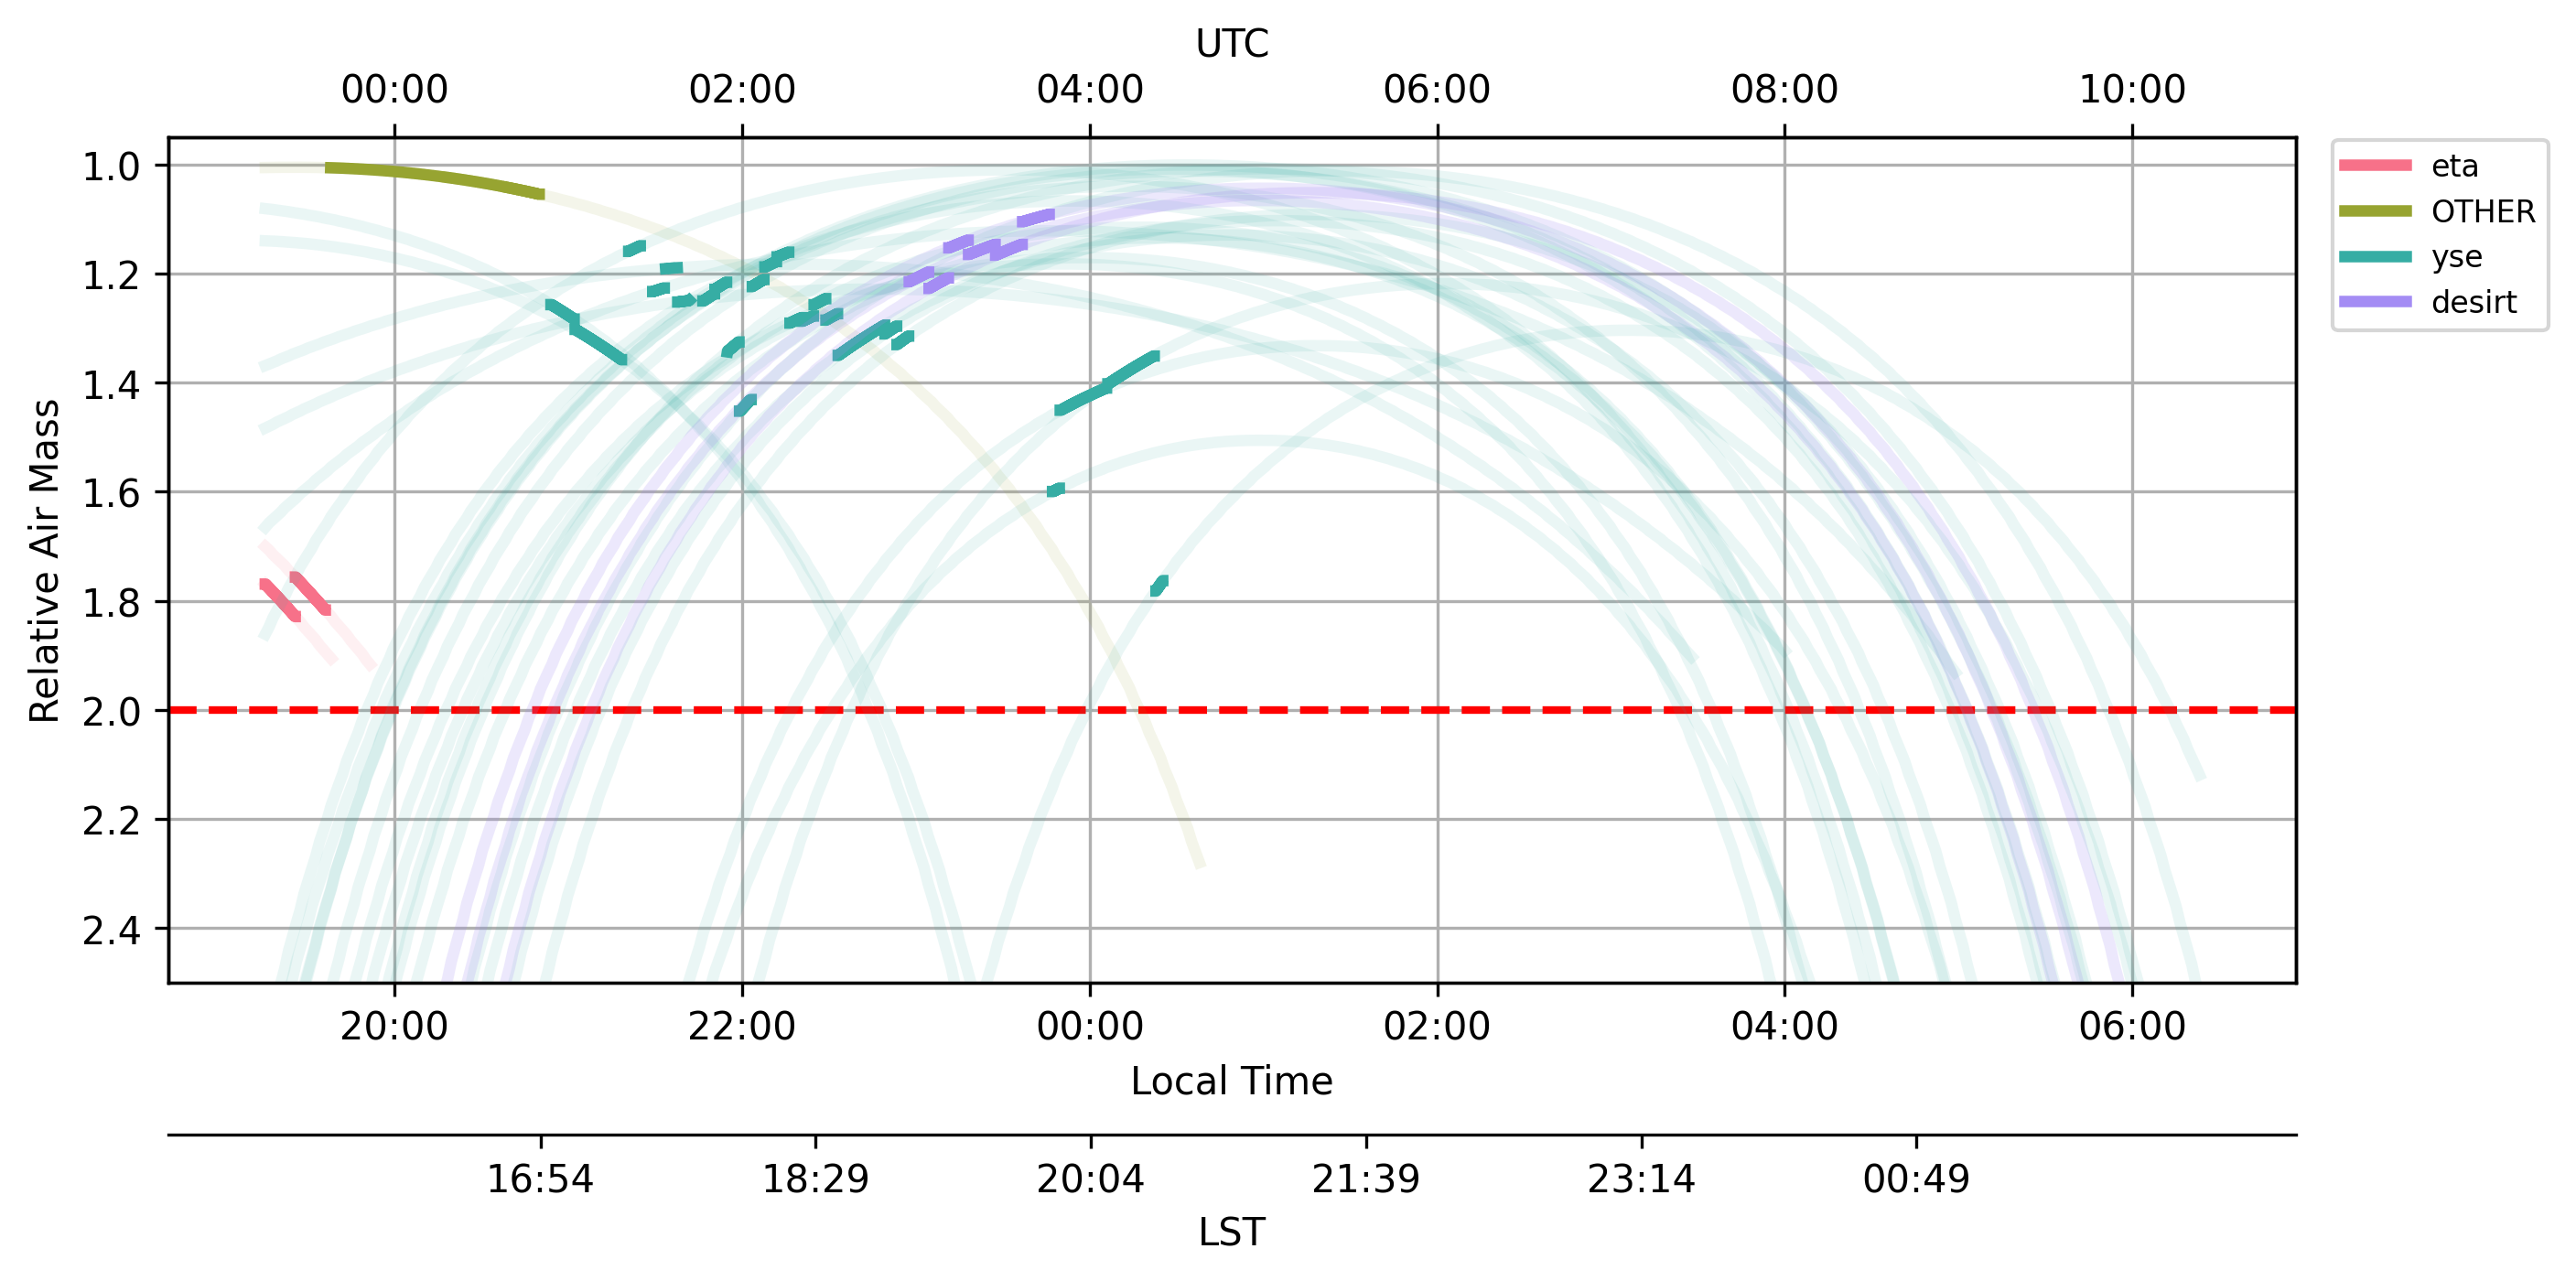 UTC
00:00 02:00 04:00 06:00 08:00 10:00
1.0
1.2
1.4
1.6
1.8
2.0
2.2
2.4
Relative Air Mass
eta
OTHER
yse
desirt
20:00 22:00 00:00 02:00 04:00 06:00
Local Time
16:54 18:29 20:04 21:39 23:14 00:49
LST